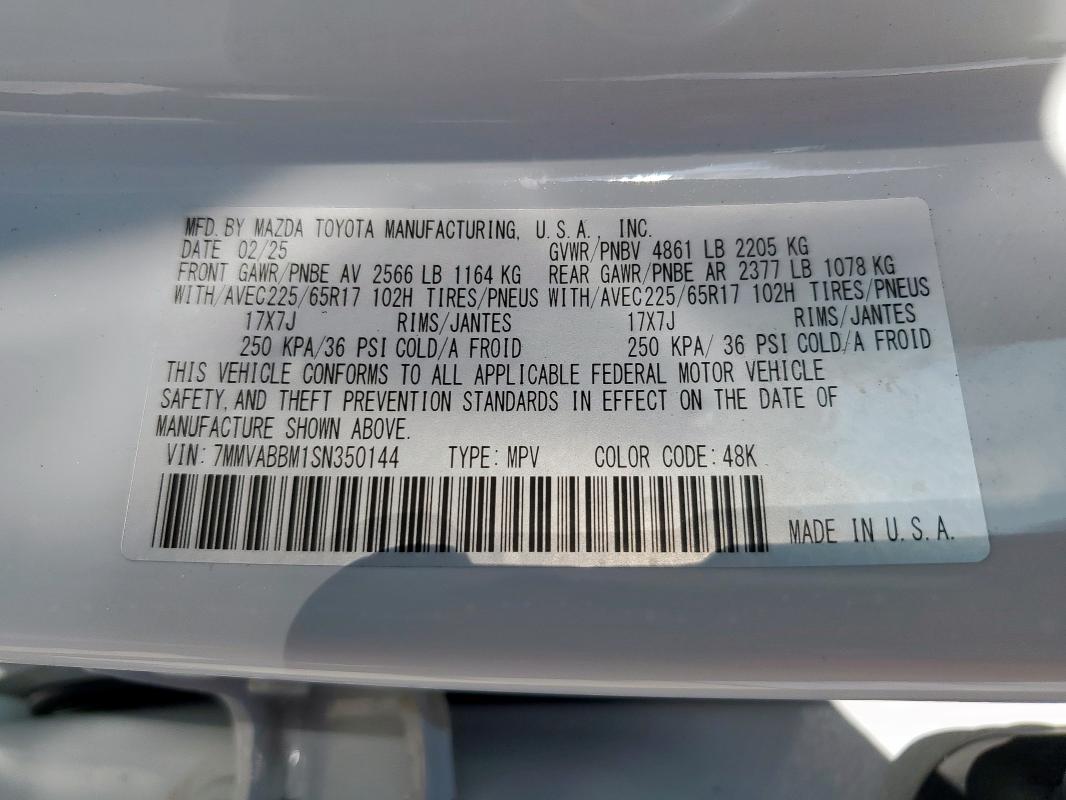 MFD. BY MAZDA TOYOTA MANUFACTURING, U.S.A., INC.
DATE 02/25 GVWR/PNBV 4861 LB 2205 KG
FRONT GAWR/PNBE AV 2566 LB 1164 KG REAR GAWR/PNBE AR 2377 LB 1078 KG
WITH/AVEC225/65R17 102H TIRES/PNEUS WITH/AVEC225/65R17 102H TIRES/PNEUS
17X7J RIMS/JANTES 17X7J RIMS/JANTES
250 KPA/36 PSI COLD/A FROID 250 KPA/ 36 PSI COLD/A FROID
THIS VEHICLE CONFORMS TO ALL APPLICABLE FEDERAL MOTOR VEHICLE
SAFETY, AND THEFT PREVENTION STANDARDS IN EFFECT ON THE DATE OF
MANUFACTURE SHOWN ABOVE.
VIN: 7MMVABBM1SN350144 TYPE: MPV COLOR CODE: 48K
MADE IN U.S.A.